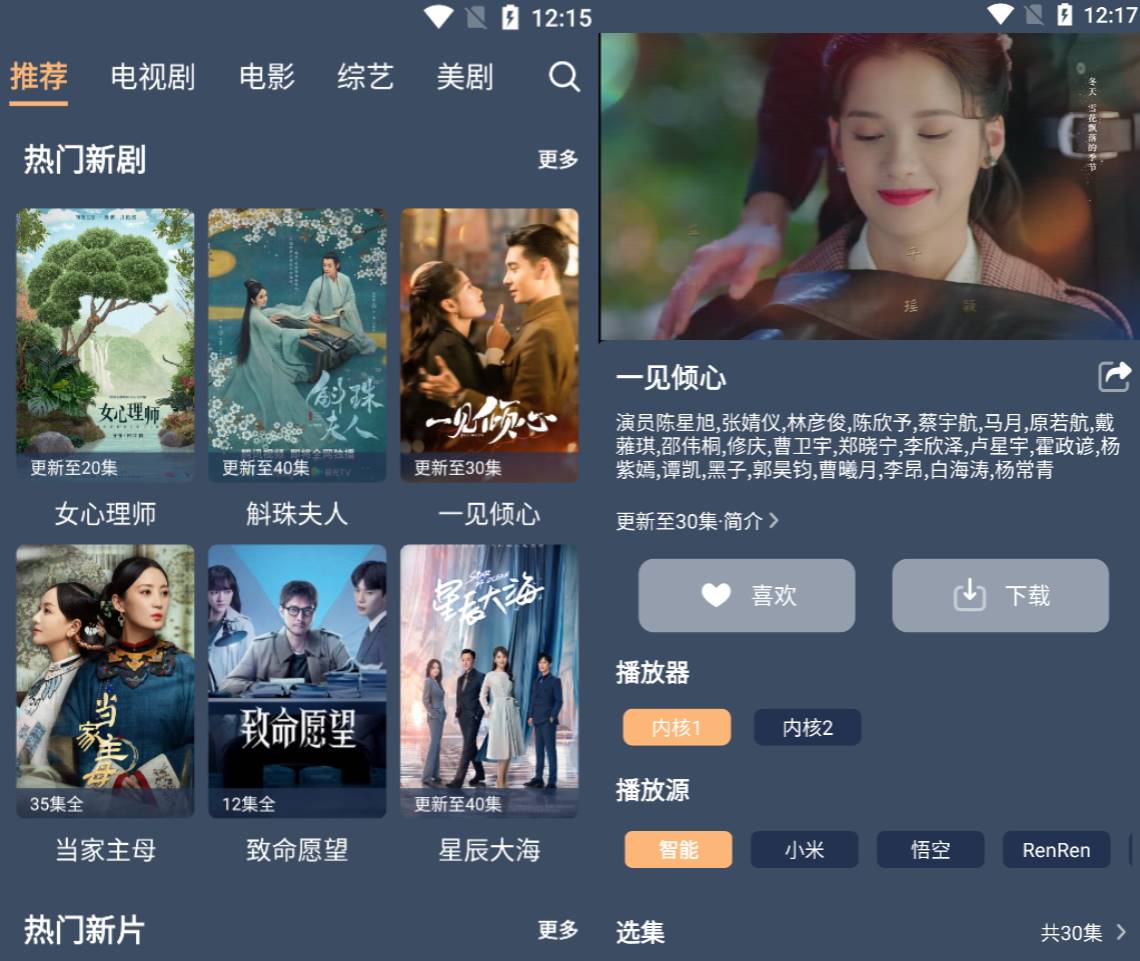 12:15
推荐
电视剧
电影
综艺
美剧
热门新剧
更多
女心理师
更新至20集
斛珠夫人
更新至40集
一见倾心
更新至30集
女心理师
斛珠夫人
一见倾心
当家主母
35集全
致命愿望
12集全
星辰大海
更新至40集
当家主母
致命愿望
星辰大海
热门新片
更多
12:17
冬天 雪花飘落的季节
一见倾心
演员陈星旭,张婧仪,林彦俊,陈欣予,蔡宇航,马月,原若航,戴
蕥琪,邵伟桐,修庆,曹卫宇,郑晓宁,李欣泽,卢星宇,霍政谚,杨
紫嫣,谭凯,黑子,郭昊钧,曹曦月,李昂,白海涛,杨常青
更新至30集·简介
喜欢
下载
播放器
内核1
内核2
播放源
智能
小米
悟空
RenRen
选集
共30集